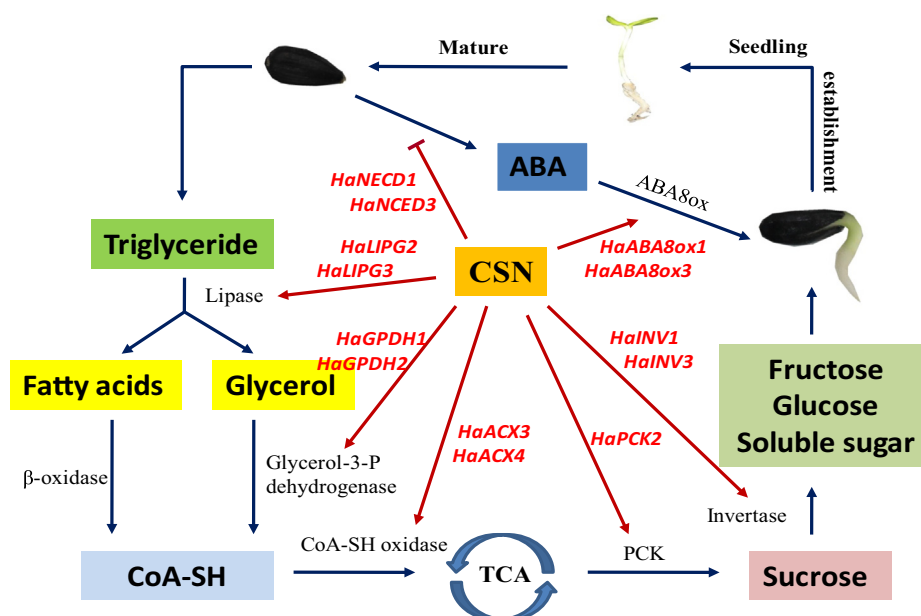 Mature
Seedling
establishment
ABA
ABA8ox
HaNECD1
HaNCED3
Triglyceride
HaLIPG2
HaLIPG3
CSN
HaABA8ox1
HaABA8ox3
Lipase
HaGPDH1
HaGPDH2
HaINV1
HaINV3
Fatty acids
Glycerol
Fructose
Glucose
Soluble sugar
HaACX3
HaACX4
HaPCK2
β-oxidase
Glycerol-3-P
dehydrogenase
Invertase
CoA-SH oxidase
PCK
CoA-SH
TCA
Sucrose